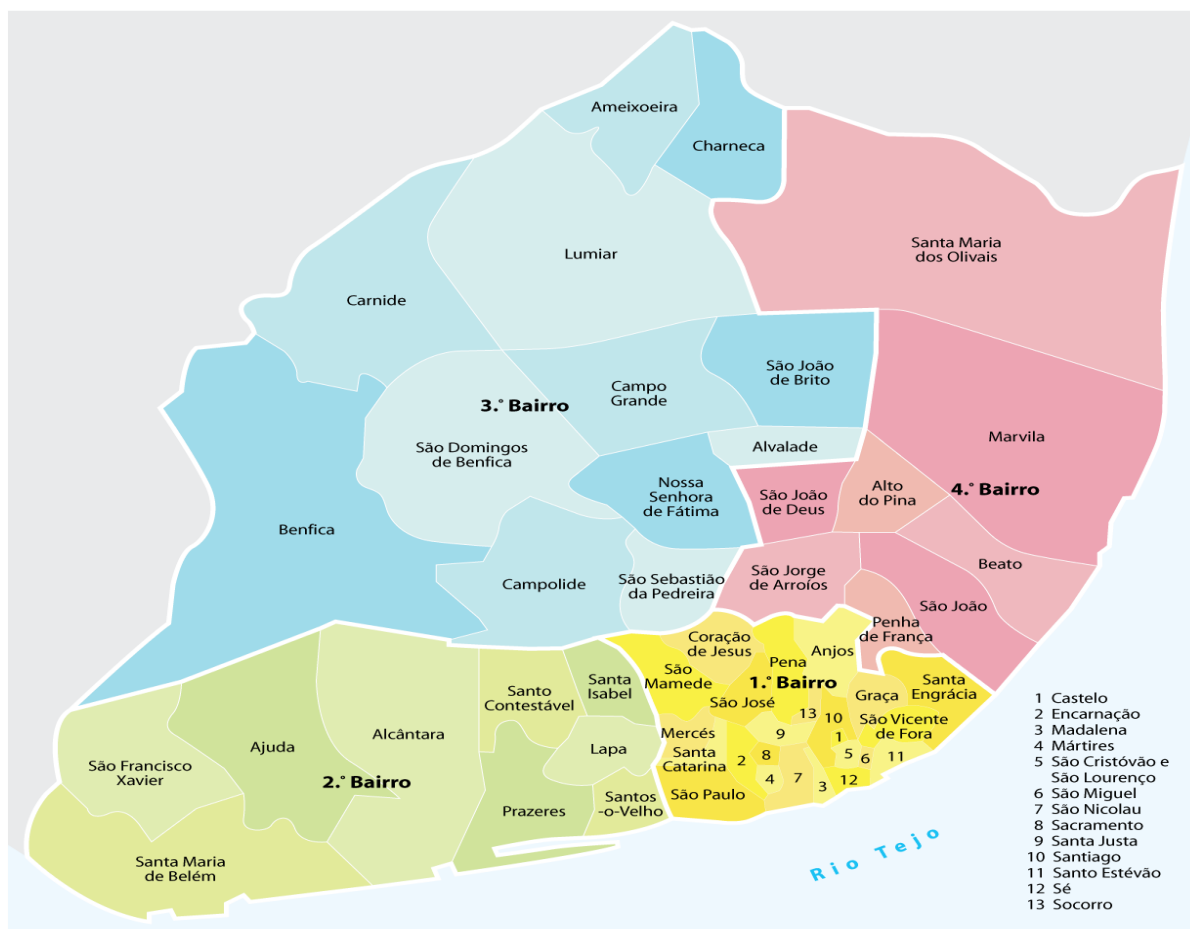 Ameixoeira
Charneca
Santa Maria
dos Olivais
Lumiar
Carnide
São João
de Brito
Campo
Grande
3.º Bairro
São Domingos
de Benfica
Alvalade
Marvila
Nossa
Senhora
de Fátima
São João
de Deus
Alto
do Pina
4.º Bairro
Benfica
Campolide
São Sebastião
da Pedreira
São Jorge
de Arroíos
Beato
São João
Penha
de França
Coração
de Jesus
Pena
Anjos
São
Mamede
1.º Bairro
Santa
Isabel
Santo
Contestável
São José
Graça
Santa
Engrácia
13
10
São Vicente
de Fora
Mercés
9
1
Ajuda
Alcântara
Lapa
Santa
Catarina
2
8
5
6
11
São Francisco
Xavier
2.º Bairro
4
7
3
12
São Paulo
Prazeres
Santos
-o-Velho
Santa Maria
de Belém
Rio Tejo
1 Castelo
2 Encarnação
3 Madalena
4 Mártires
5 São Cristóvão e
São Lourenço
6 São Miguel
7 São Nicolau
8 Sacramento
9 Santa Justa
10 Santiago
11 Santo Estévão
12 Sé
13 Socorro